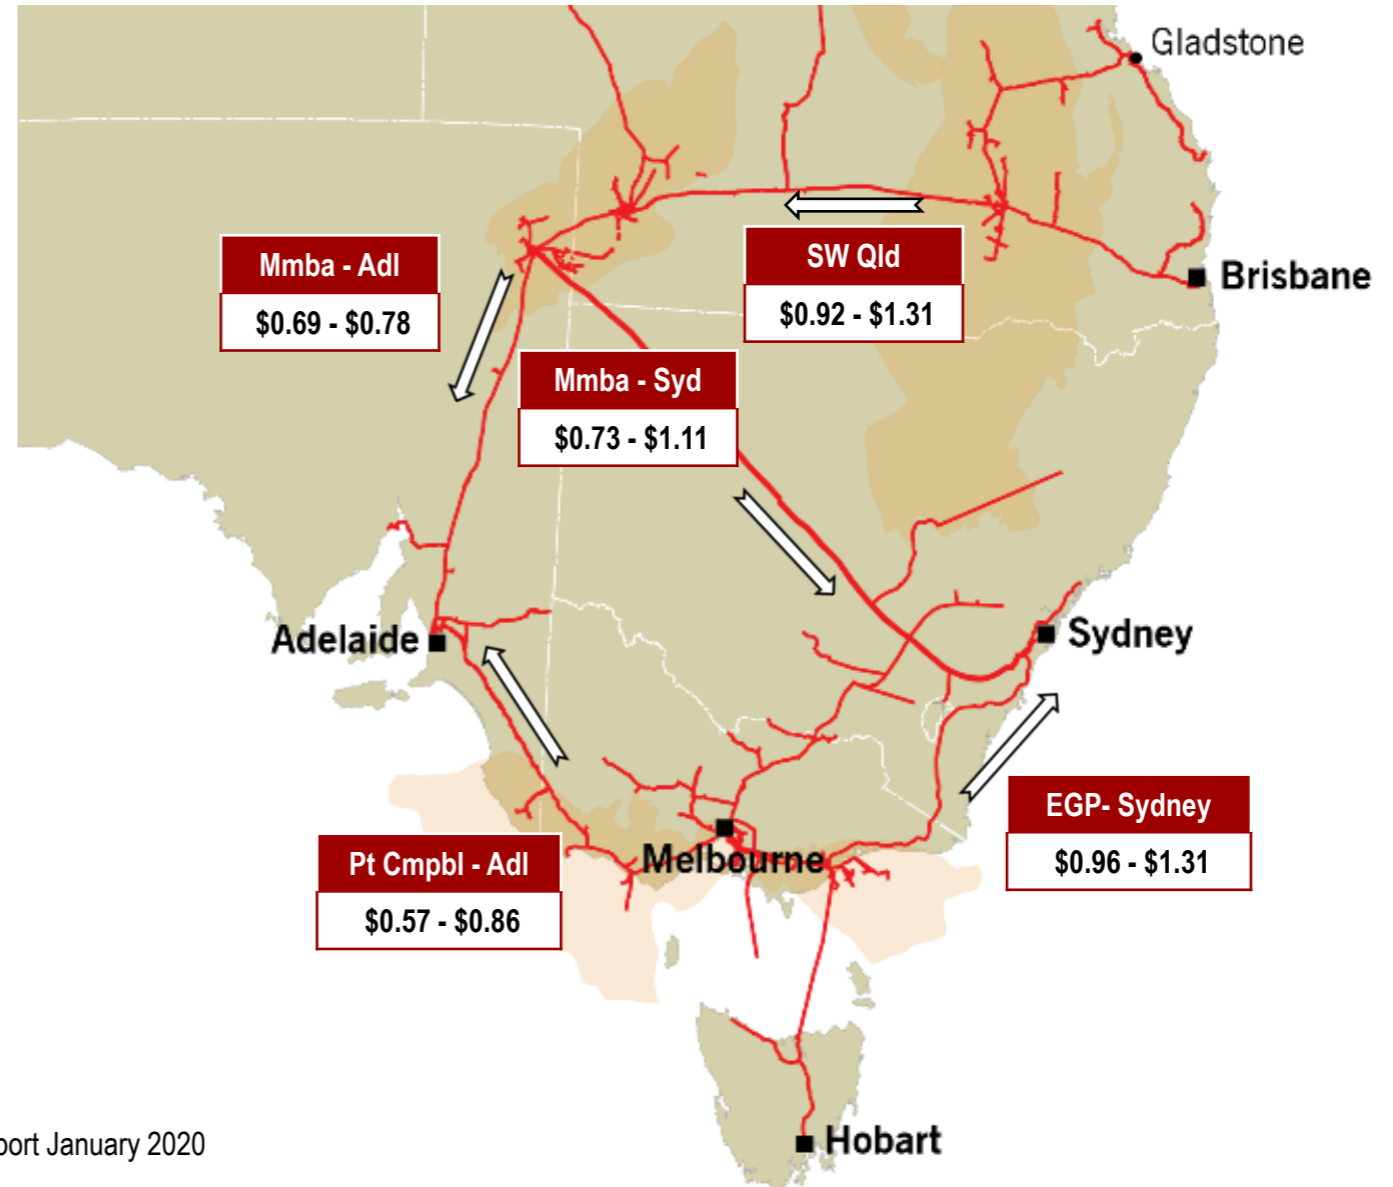 Gladstone
Mmba - Adl
$0.69 - $0.78
SW Qld
$0.92 - $1.31
Brisbane
Mmba - Syd
$0.73 - $1.11
Adelaide
Sydney
EGP- Sydney
$0.96 - $1.31
Pt Cmpbl - Adl
$0.57 - $0.86
Melbourne
Hobart
January 2020